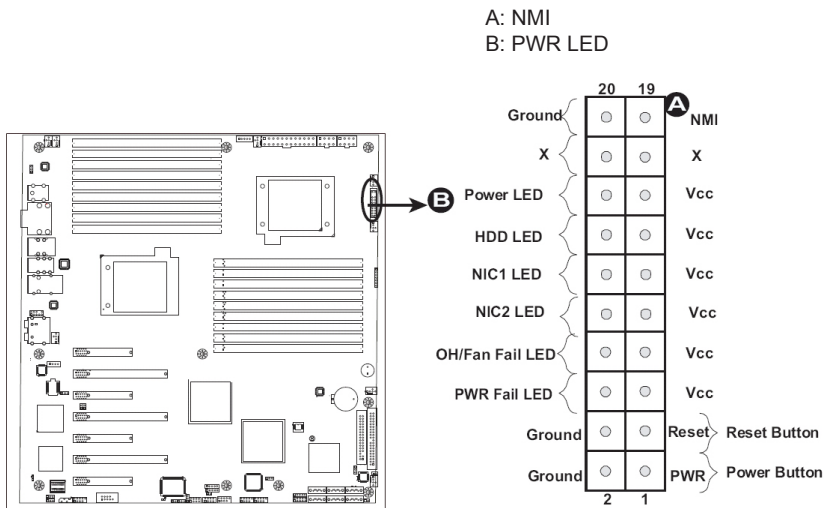 A: NMI
B: PWR LED
20 19
Ground A NMI
X X
B Power LED Vcc
HDD LED Vcc
NIC1 LED Vcc
NIC2 LED Vcc
OH/Fan Fail LED Vcc
PWR Fail LED Vcc
Ground Reset Reset Button
Ground PWR Power Button
2 1